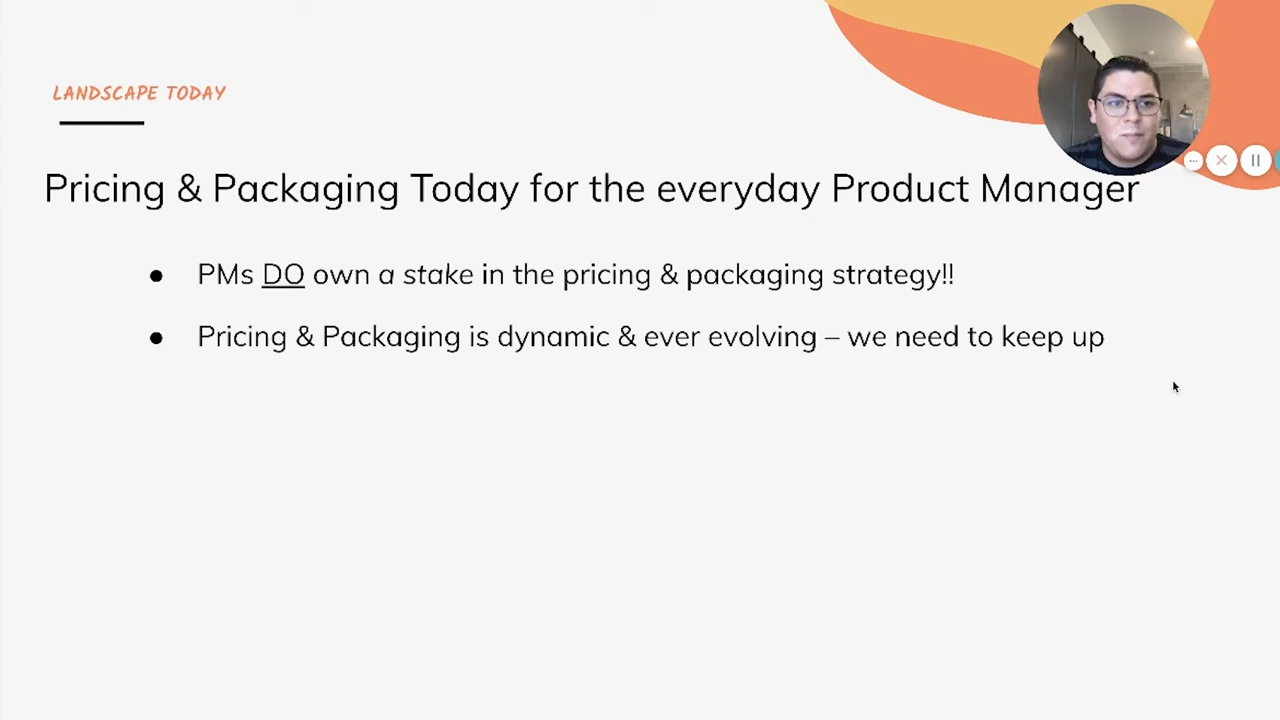 LANDSCAPE TODAY
Pricing & Packaging Today for the everyday Product Manager
● PMs DO own a stake in the pricing & packaging strategy!!
● Pricing & Packaging is dynamic & ever evolving – we need to keep up